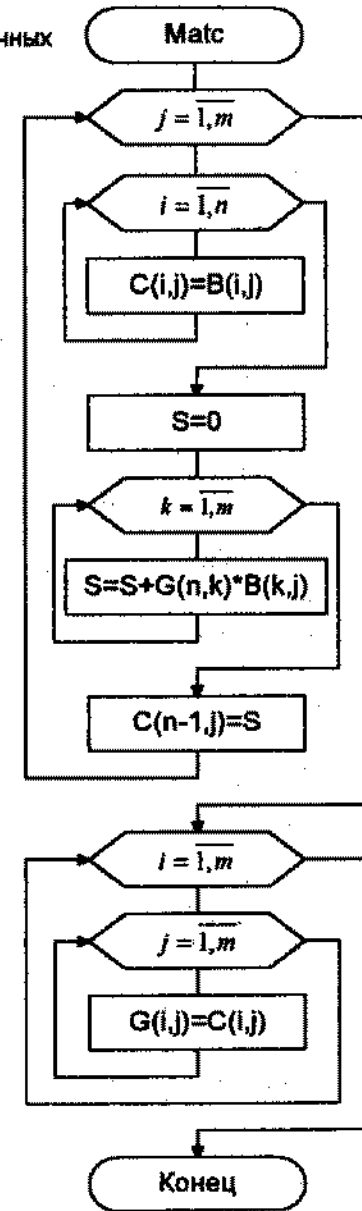 нных
Matc
j = 1,m
i = 1,n
C(i,j)=B(i,j)
S=0
k = 1,m
S=S+G(n,k)*B(k,j)
C(n-1,j)=S
i = 1,m
j = 1,m
G(i,j)=C(i,j)
Конец